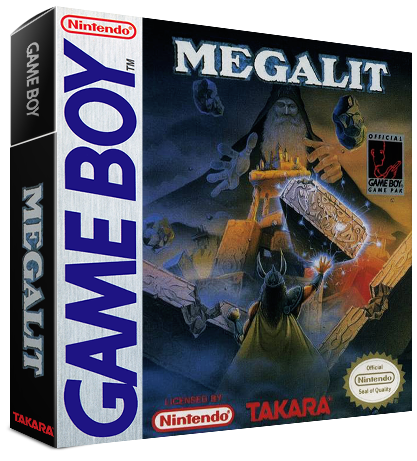 GAME BOY
MEGALIT
TAKARA
Nintendo
GAME BOY
TM
MEGALIT
OFFICIAL
GAME BOY
GAME PAK
LICENSED BY
Nintendo
TAKARA
Official
Nintendo
Seal of Quality